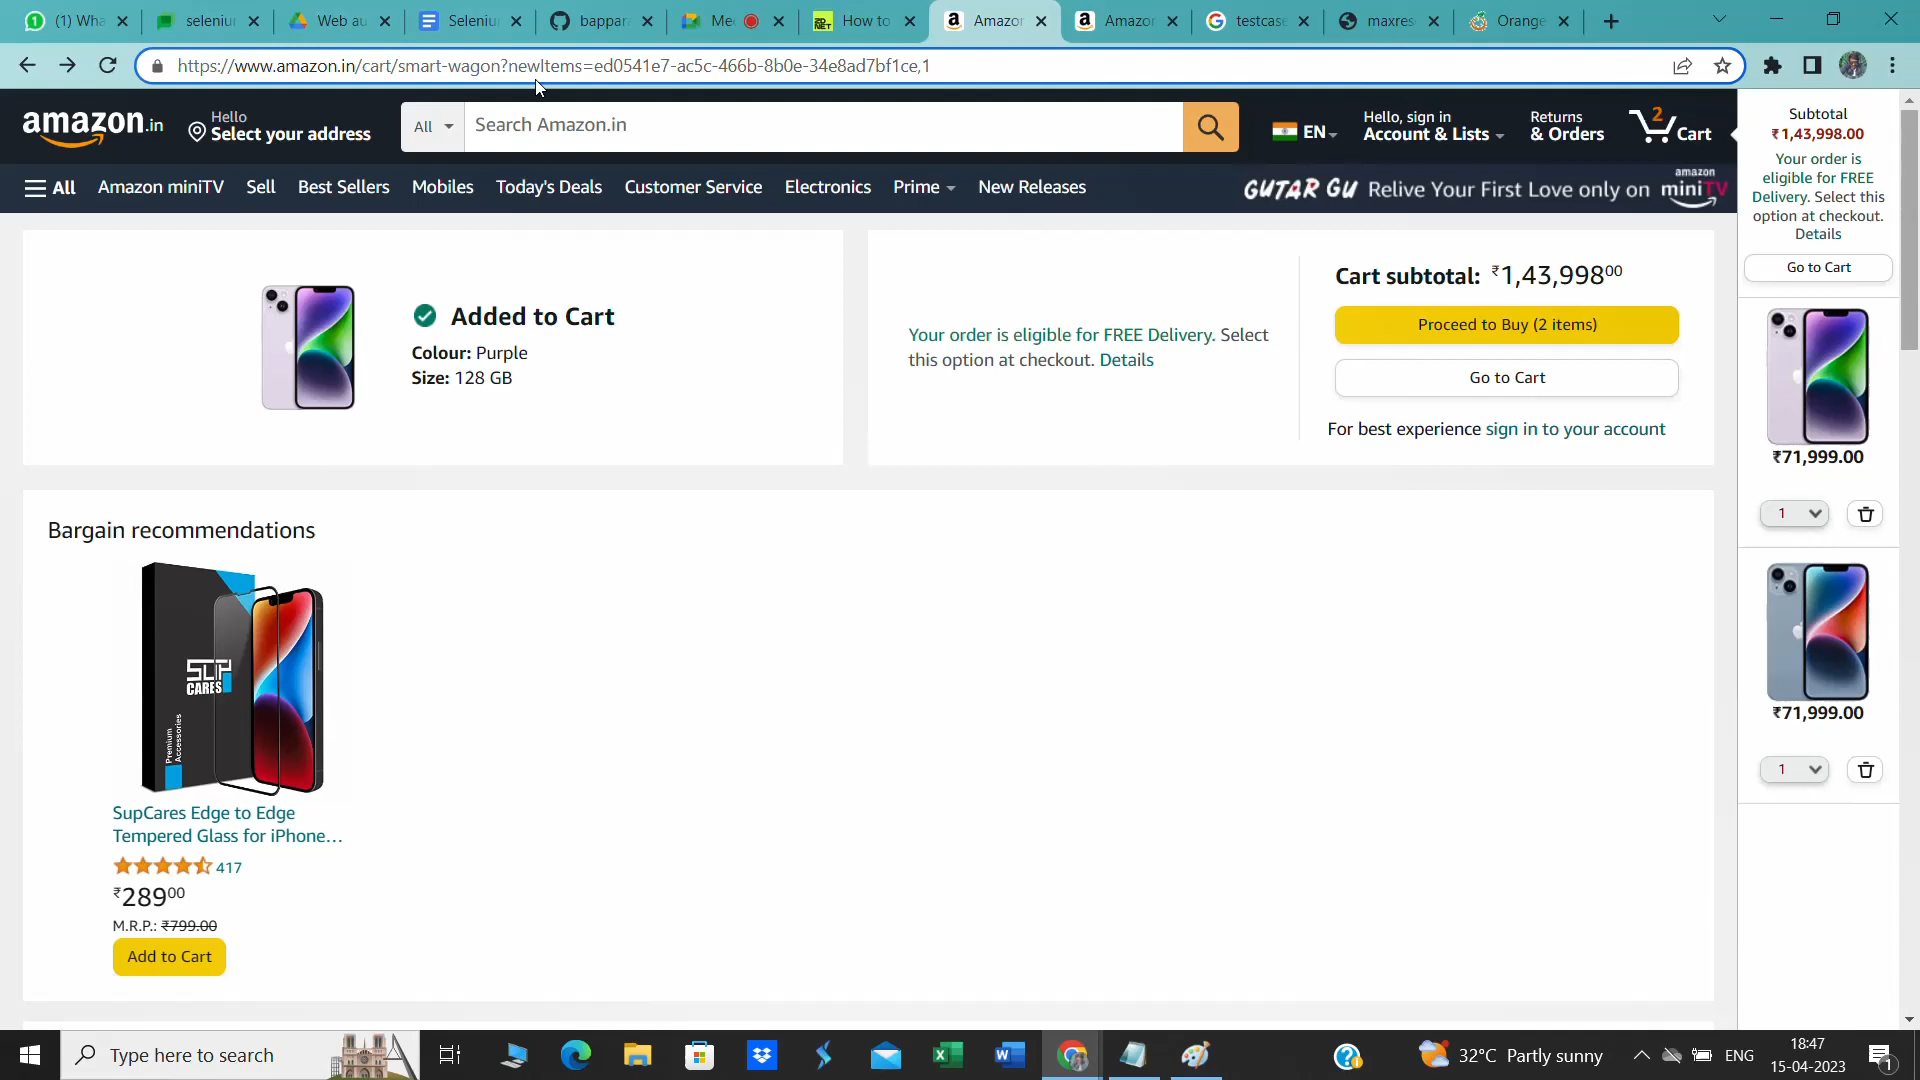 (1) Wha
seleniu
Web au
Seleniu
bappar
Mee
How to
Amazon
Amazon
testcase
maxres
Orange
https://www.amazon.in/cart/smart-wagon?newItems=ed0541e7-ac5c-466b-8b0e-34e8ad7bf1ce,1
amazon.in
Hello
Select your address
All
Search Amazon.in
EN
Hello, sign in
Account & Lists
Returns
& Orders
2
Cart
All
Amazon miniTV
Sell
Best Sellers
Mobiles
Today's Deals
Customer Service
Electronics
Prime
New Releases
GUTAR GU Relive Your First Love only on amazon miniTV
Added to Cart
Colour: Purple
Size: 128 GB
Your order is eligible for FREE Delivery. Select
this option at checkout. Details
Cart subtotal: ₹1,43,998.00
Proceed to Buy (2 items)
Go to Cart
For best experience sign in to your account
Subtotal
₹1,43,998.00
Your order is
eligible for FREE
Delivery. Select this
option at checkout.
Details
Go to Cart
₹71,999.00
1
₹71,999.00
1
Bargain recommendations
SUP
CARES
Premium
Accessories
SupCares Edge to Edge
Tempered Glass for iPhone…
417
₹289.00
M.R.P.: ₹799.00
Add to Cart
Type here to search
32°C Partly sunny
ENG
18:47
15-04-2023
1